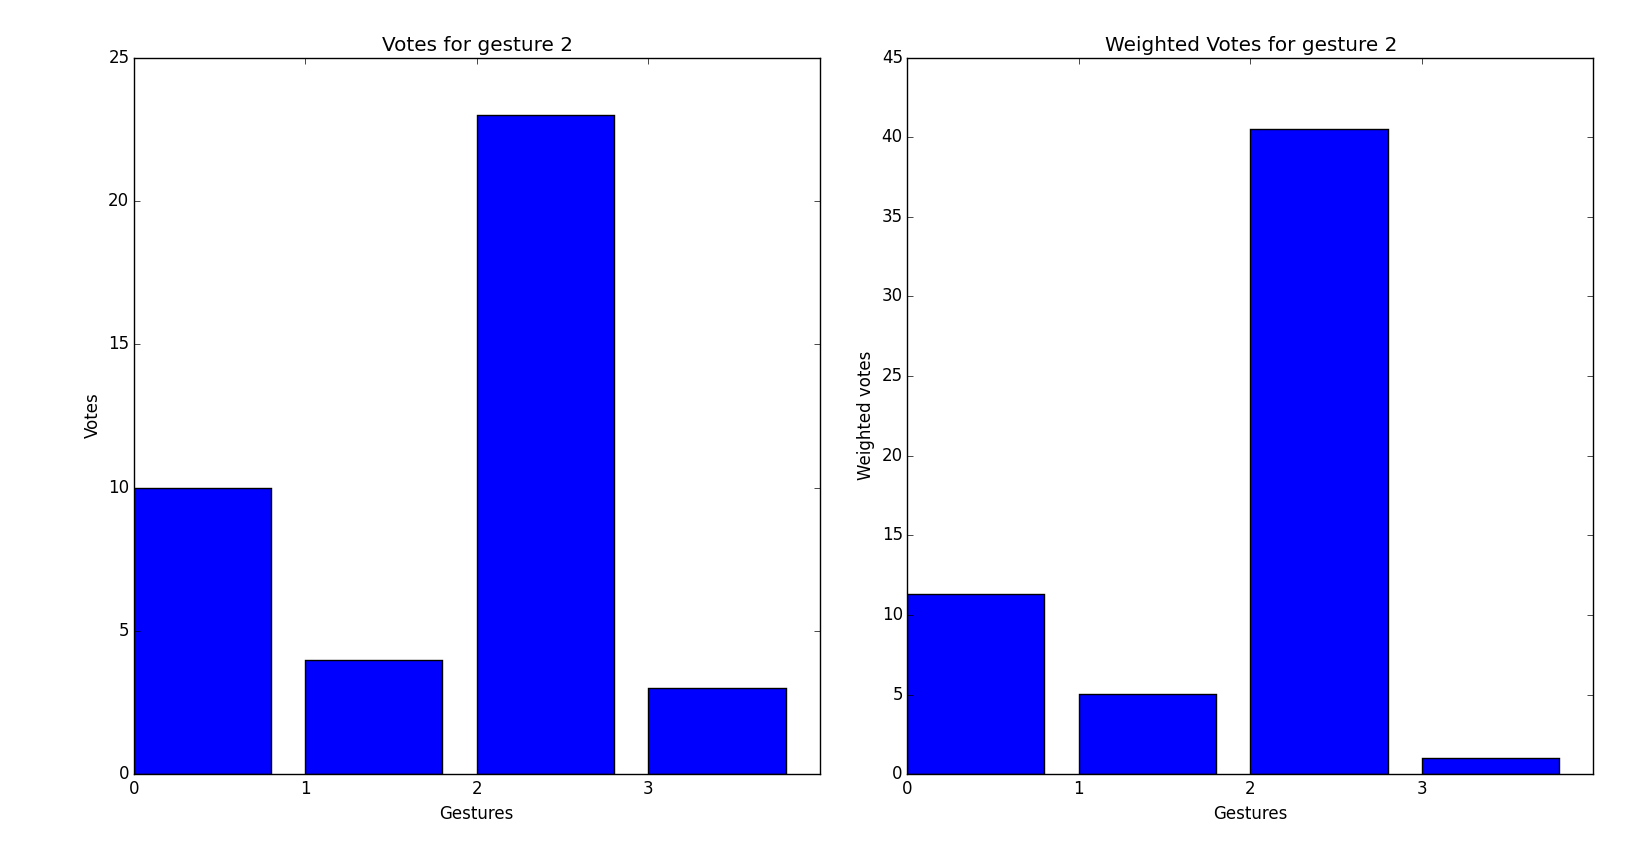 Votes for gesture 2
25
20
15
10
5
0
Votes
0 1 2 3
Gestures
Weighted Votes for gesture 2
45
40
35
30
25
20
15
10
5
0
Weighted votes
0 1 2 3
Gestures